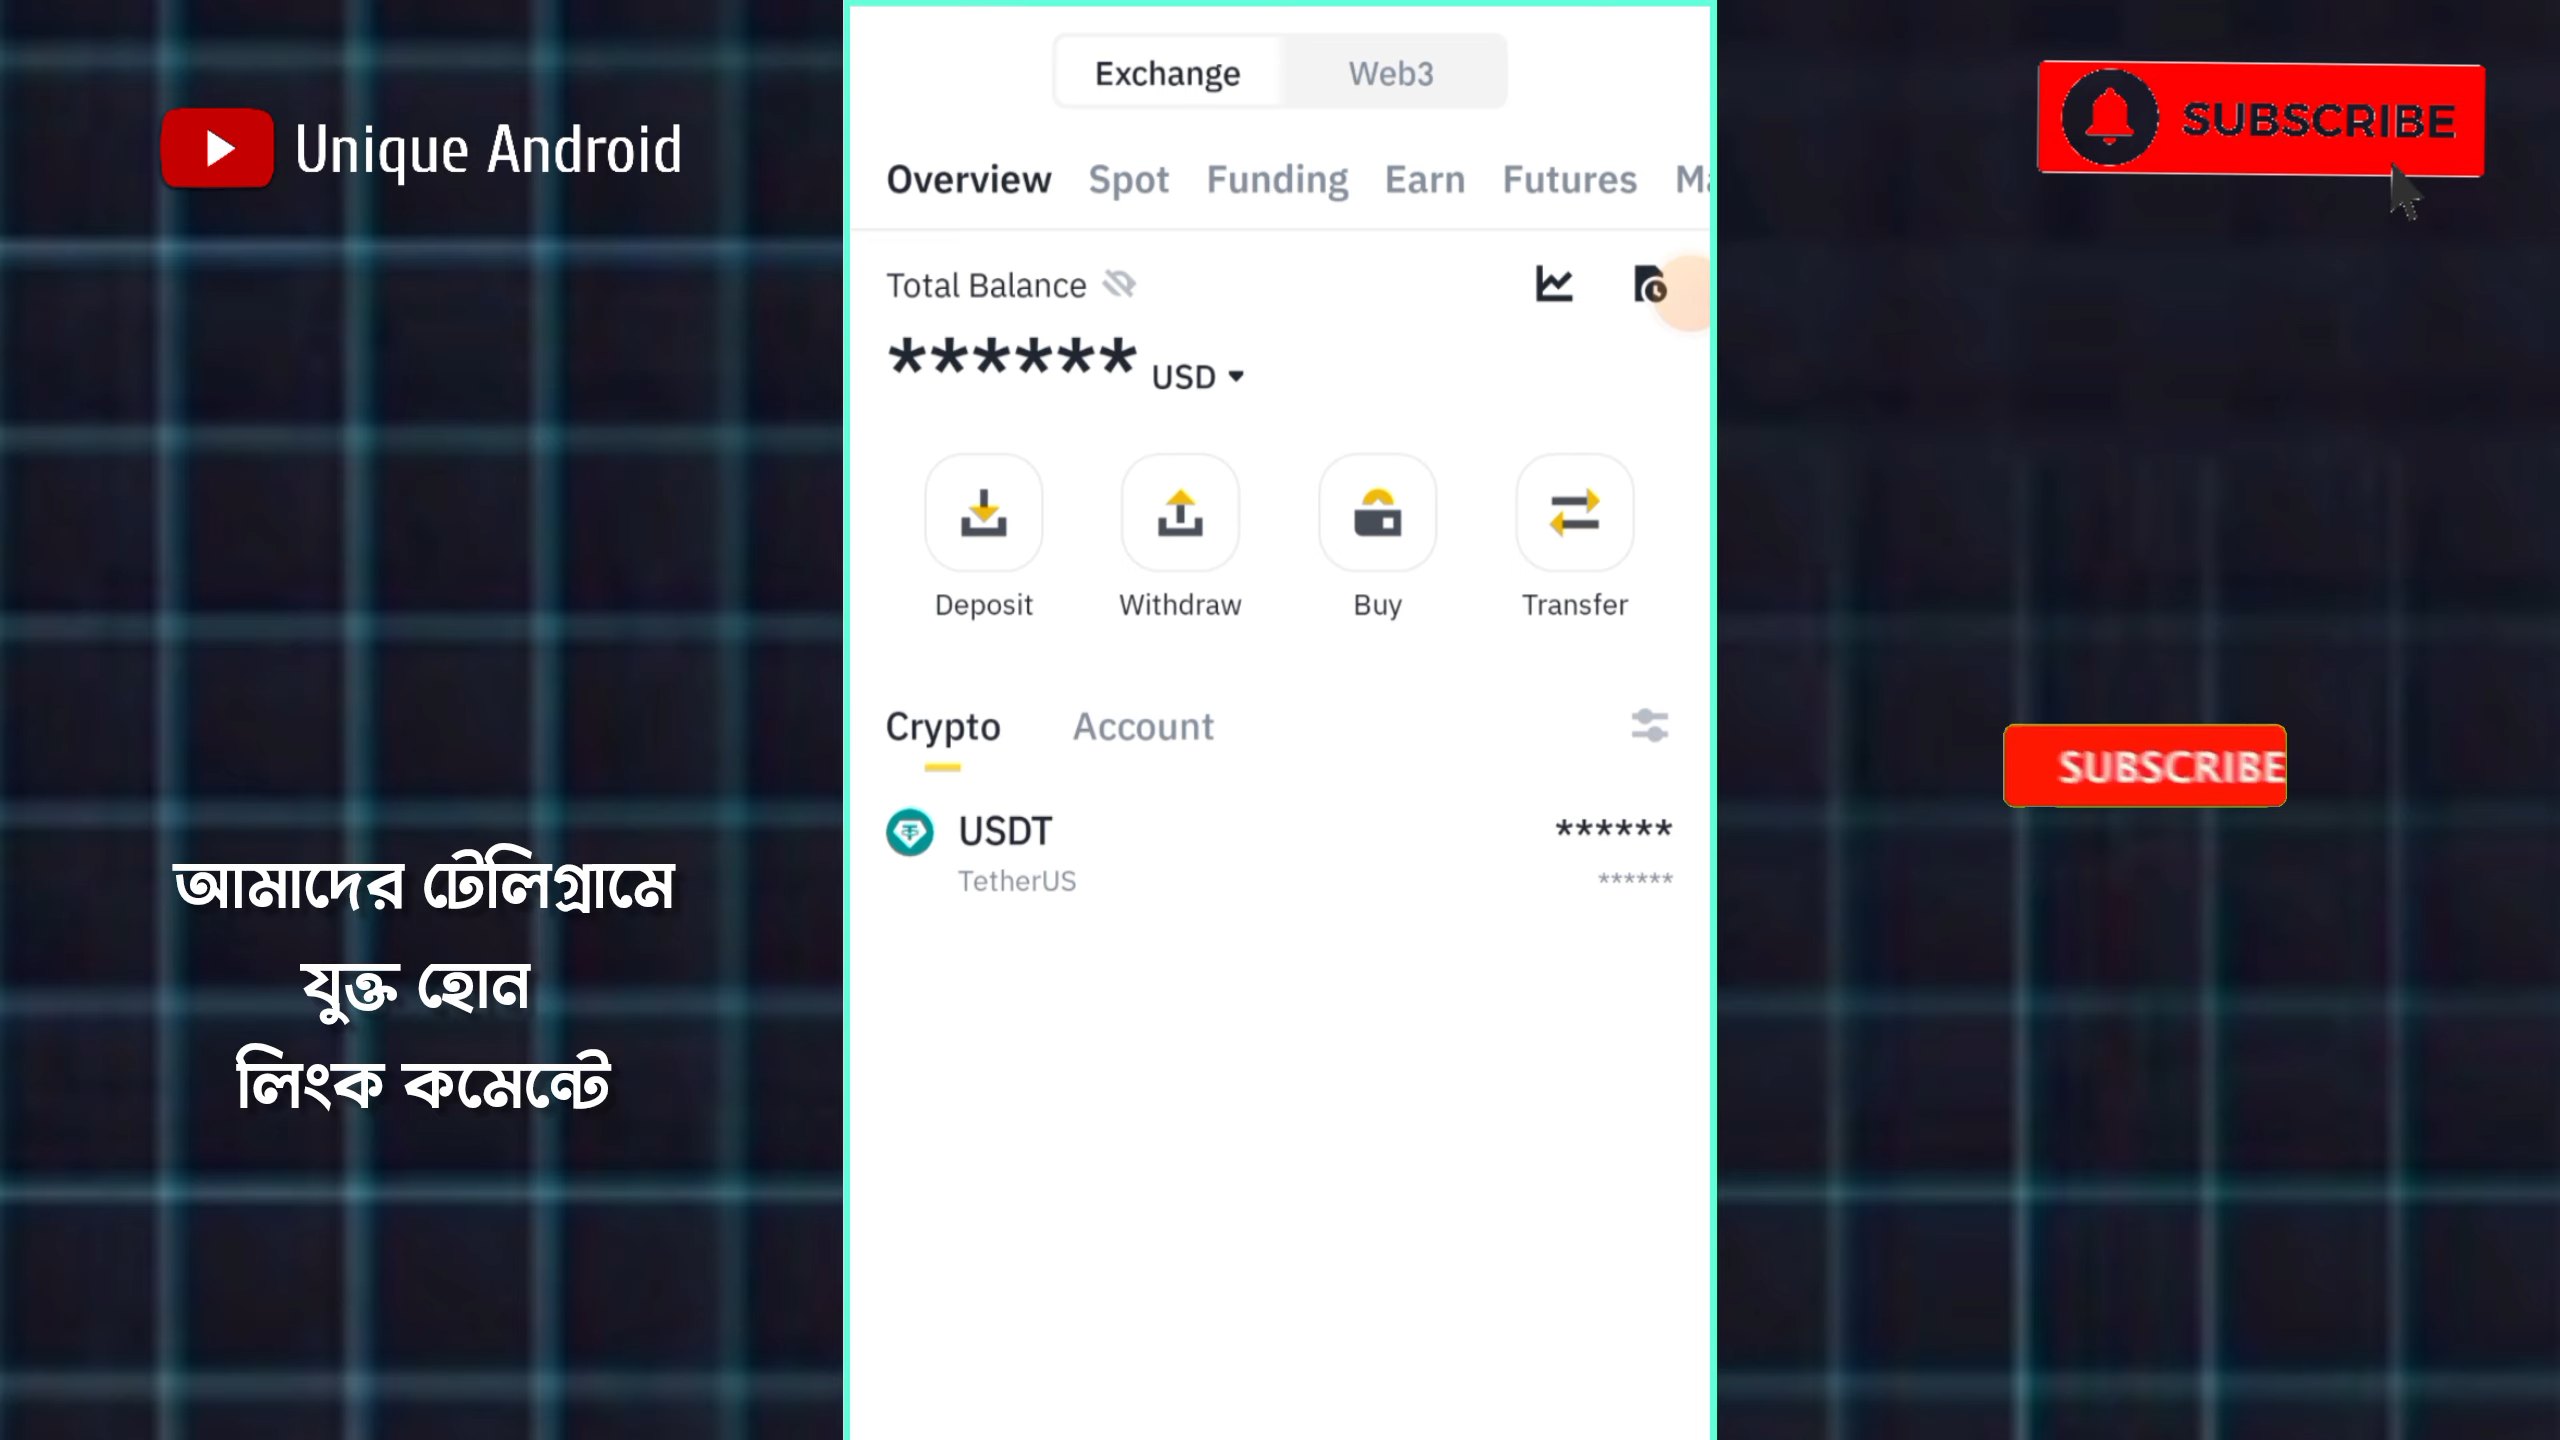 Unique Android
আমাদের টেলিগ্রামে
যুক্ত হোন
লিংক কমেন্টে
Exchange Web3
Overview Spot Funding Earn Futures
Total Balance
****** USD
Deposit Withdraw Buy Transfer
Crypto Account
USDT ******
TetherUS ******
SUBSCRIBE
SUBSCRIBE